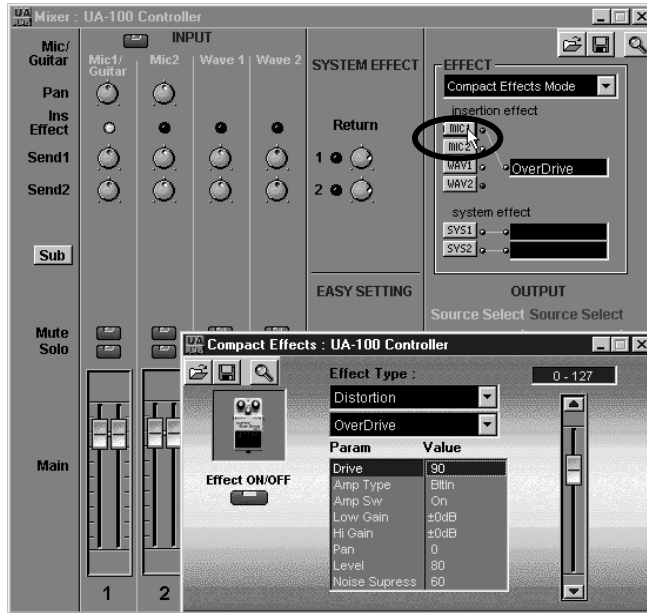 Mixer : UA-100 Controller
Mic/
Guitar
INPUT
Mic1/
Guitar
Mic2
Wave 1
Wave 2
SYSTEM EFFECT
EFFECT
Compact Effects Mode
Pan
insertion effect
Ins
Effect
Return
MIC1
MIC2
WAV1
OverDrive
WAV2
Send1
1
Send2
2
system effect
SYS1
SYS2
Sub
EASY SETTING
OUTPUT
Source Select
Source Select
Mute
Solo
Main
1
2
Compact Effects : UA-100 Controller
Effect Type :
0 - 127
Distortion
OverDrive
Effect ON/OFF
Param Value
Drive 90
Amp Type BltIn
Amp Sw On
Low Gain ±0dB
Hi Gain ±0dB
Pan 0
Level 80
Noise Supress 60